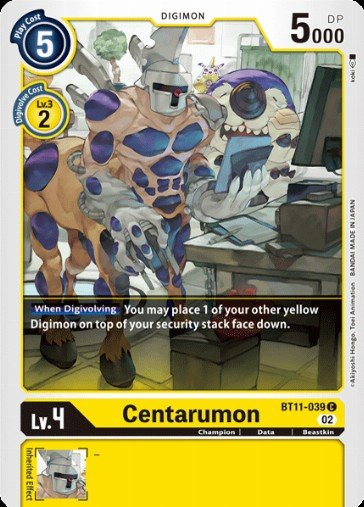 DIGIMON
Play Cost
5
DP
5000
Digivolve Cost
Lv.3
2
koki
©Akiyoshi Hongo, Toei Animation BANDAI MADE IN JAPAN
When Digivolving You may place 1 of your other yellow
Digimon on top of your security stack face down.
BT11-039 C
Lv.4
Centarumon
02
Champion | Data | Beastkin
Inherited Effect
-